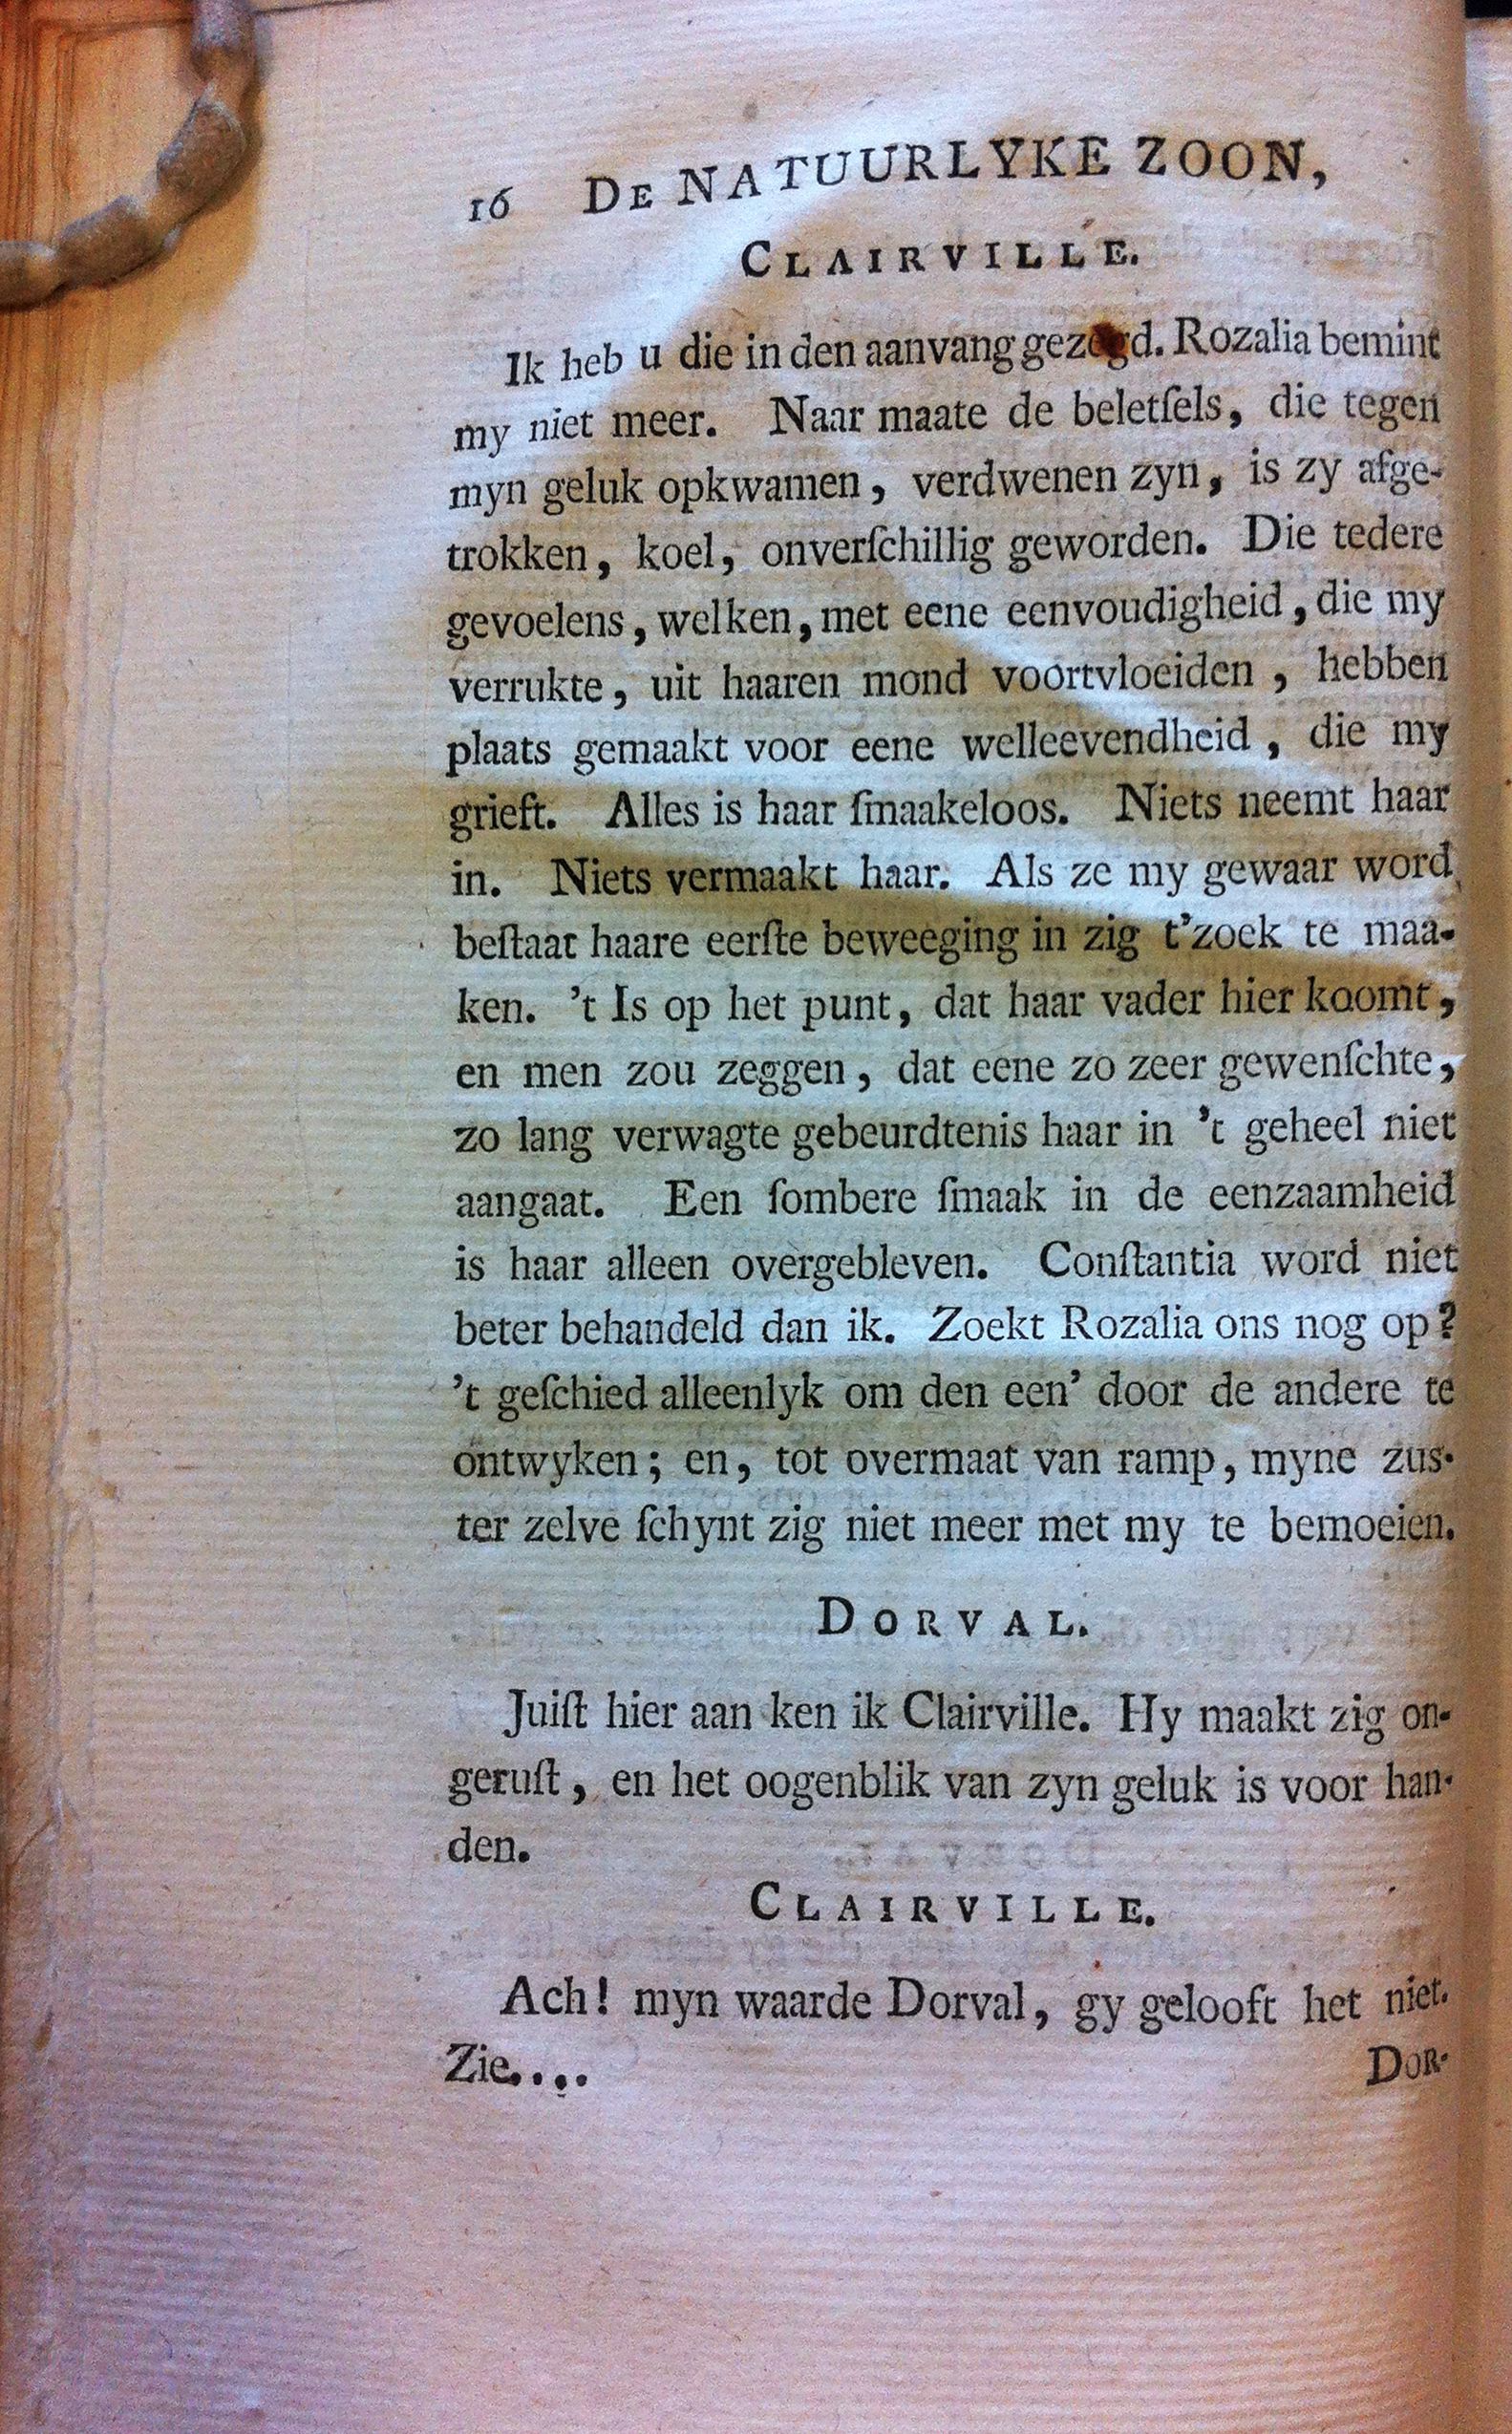 16 DE NATUURLYKE ZOON,
CLAIRVILLE.
Ik heb u die in den aanvang gezegd. Rozalia bemint
my niet meer. Naar maate de beletſels, die tegen
myn geluk opkwamen, verdwenen zyn, is zy afge-
trokken, koel, onverſchillig geworden. Die tedere
gevoelens, welken, met eene eenvoudigheid, die my
verrukte, uit haaren mond voortvloeiden, hebben
plaats gemaakt voor eene welleevendheid, die my
grieft. Alles is haar ſmaakeloos. Niets neemt haar
in. Niets vermaakt haar. Als ze my gewaar word,
beſtaat haare eerſte beweeging in zig t'zoek te maa-
ken. 't Is op het punt, dat haar vader hier koomt,
en men zou zeggen, dat eene zo zeer gewenſchte,
zo lang verwagte gebeurdtenis haar in 't geheel niet
aangaat. Een ſombere ſmaak in de eenzaamheid
is haar alleen overgebleven. Conſtantia word niet
beter behandeld dan ik. Zoekt Rozalia ons nog op?
't geſchied alleenlyk om den een' door de andere te
ontwyken; en, tot overmaat van ramp, myne zus-
ter zelve ſchynt zig niet meer met my te bemoeien.
DORVAL.
Juiſt hier aan ken ik Clairville. Hy maakt zig on-
geruſt, en het oogenblik van zyn geluk is voor han-
den.
CLAIRVILLE.
Ach! myn waarde Dorval, gy gelooft het niet.
Zie....
DOR-